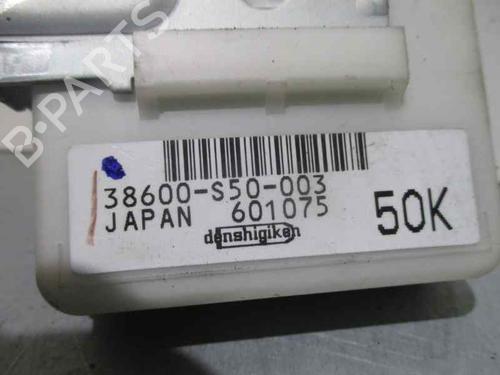 B-PARTS
38600-S50-003
JAPAN 601075
denshigiken
50K